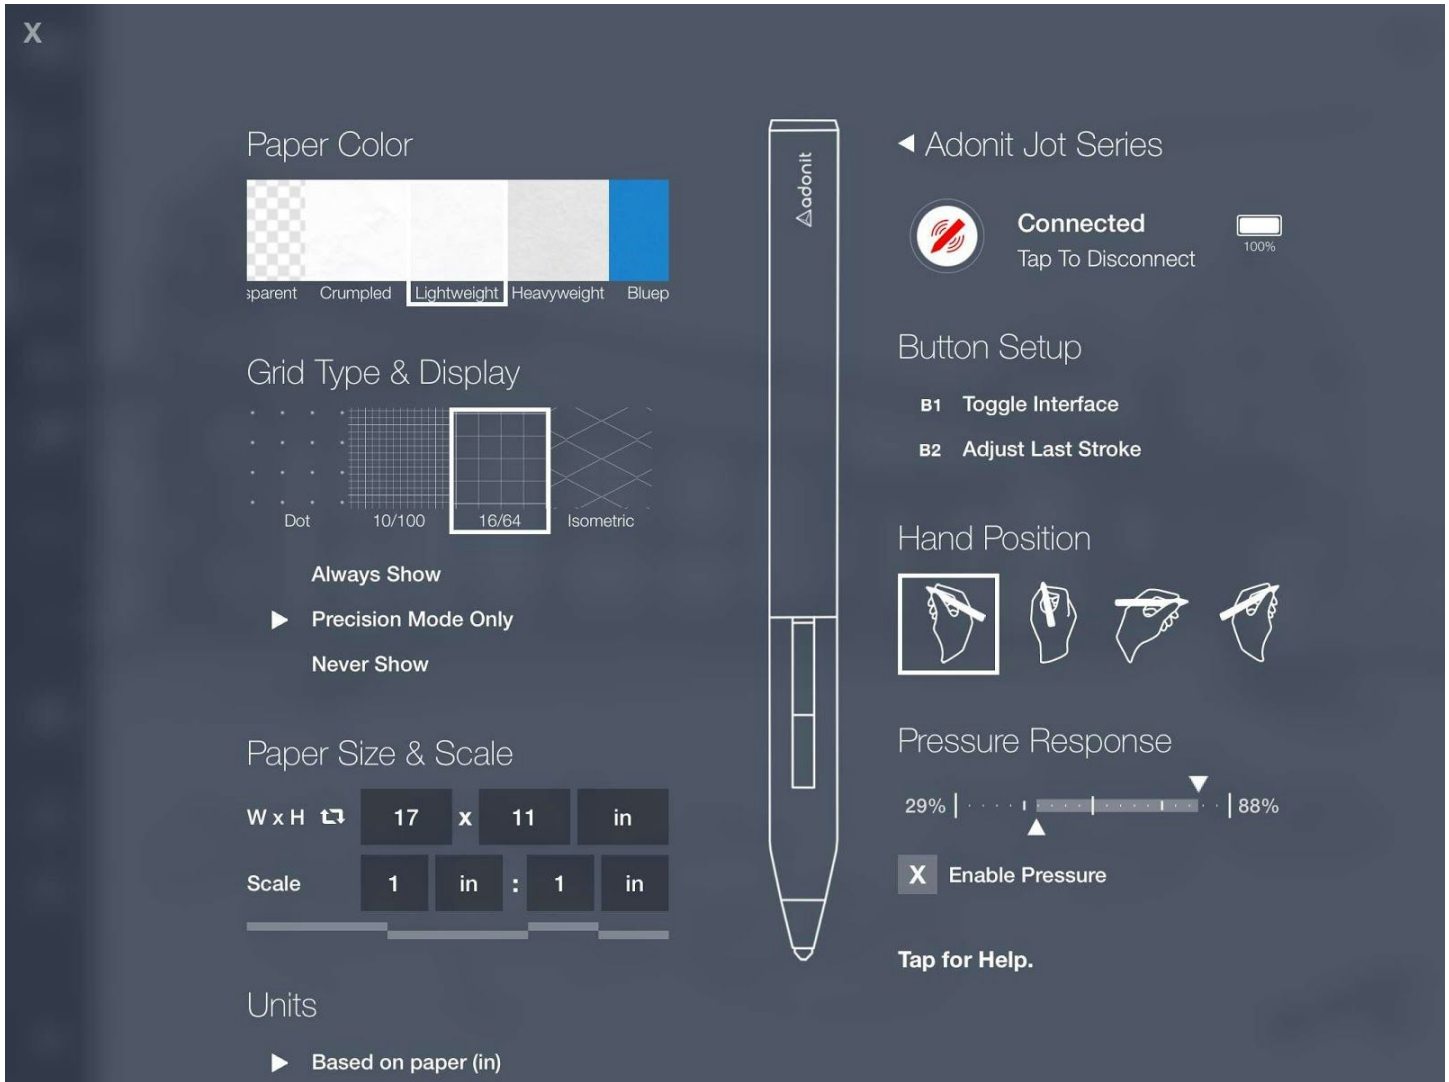 X
Paper Color
sparent Crumpled Lightweight Heavyweight Bluep
Grid Type & Display
Dot 10/100 16/64 Isometric
Always Show
Precision Mode Only
Never Show
Paper Size & Scale
W x H 17 x 11 in
Scale 1 in : 1 in
Units
Based on paper (in)
adonit
Adonit Jot Series
Connected
Tap To Disconnect
100%
Button Setup
B1 Toggle Interface
B2 Adjust Last Stroke
Hand Position
Pressure Response
29% 88%
X Enable Pressure
Tap for Help.